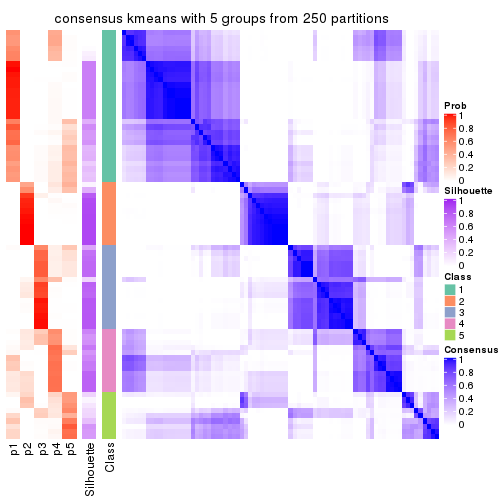 consensus kmeans with 5 groups from 250 partitions
Prob
1
0.8
0.6
0.4
0.2
0
Silhouette
1
0.8
0.6
0.4
0.2
0
Class
1
2
3
4
5
Consensus
1
0.8
0.6
0.4
0.2
0
p1
p2
p3
p4
p5
Silhouette
Class